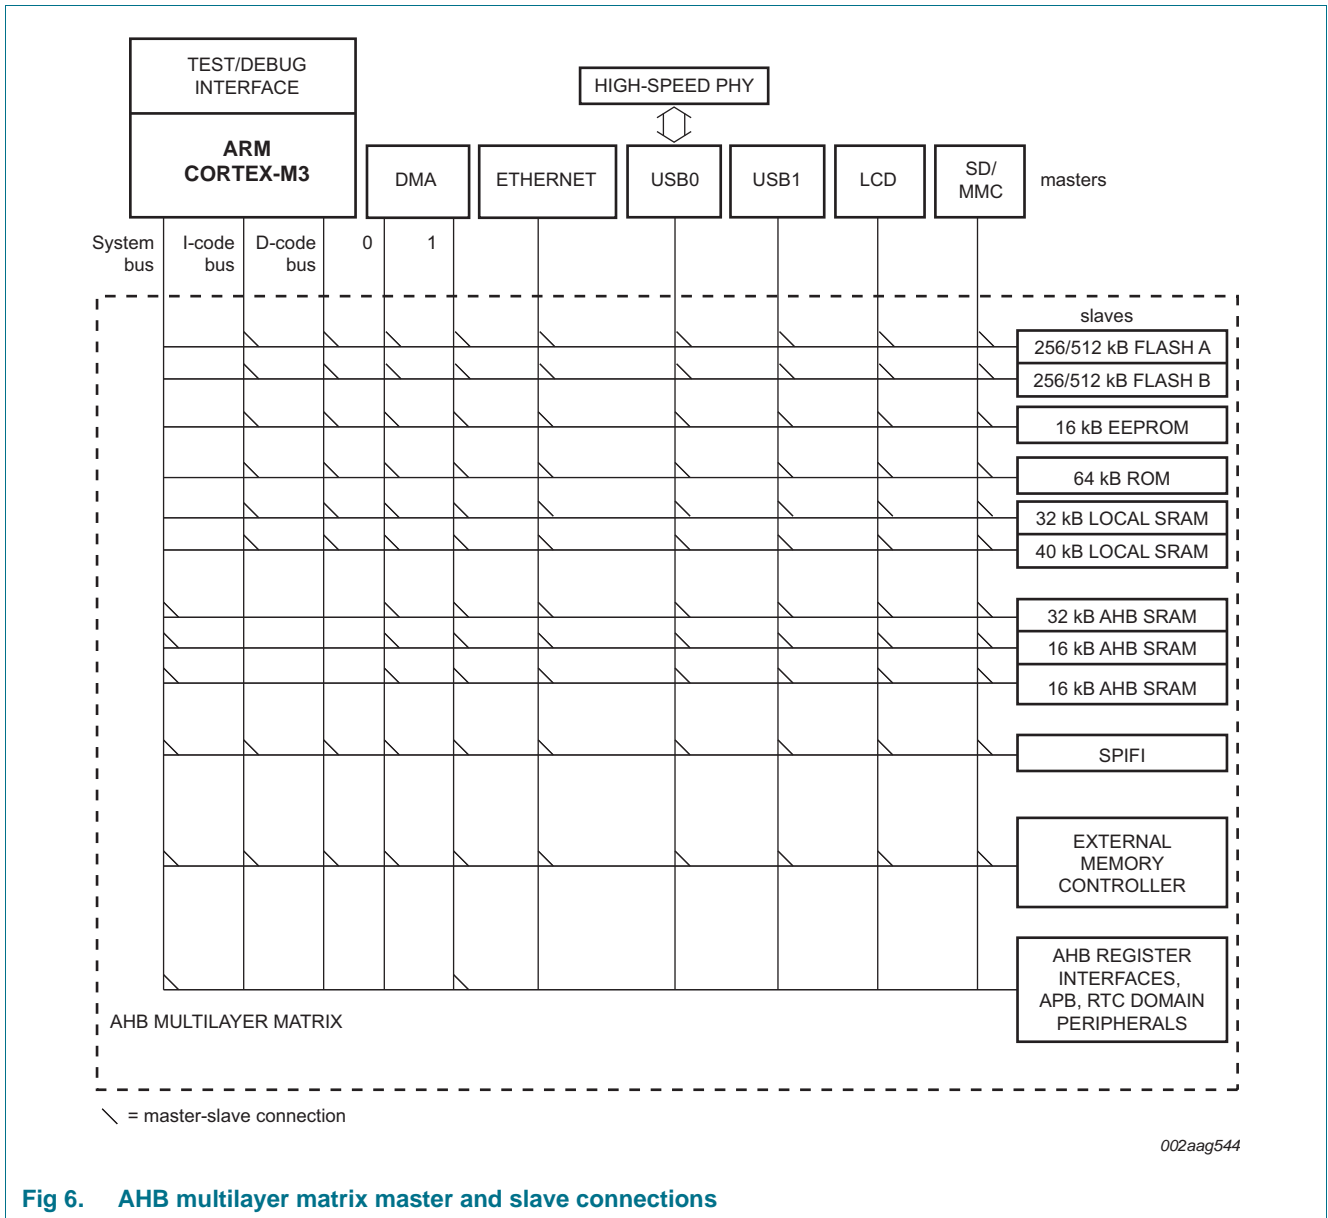 TEST/DEBUG
INTERFACE
ARM
CORTEX-M3
HIGH-SPEED PHY
DMA
ETHERNET
USB0
USB1
LCD
SD/
MMC
masters
System
bus
I-code
bus
D-code
bus
0
1
slaves
256/512 kB FLASH A
256/512 kB FLASH B
16 kB EEPROM
64 kB ROM
32 kB LOCAL SRAM
40 kB LOCAL SRAM
32 kB AHB SRAM
16 kB AHB SRAM
16 kB AHB SRAM
SPIFI
EXTERNAL
MEMORY
CONTROLLER
AHB REGISTER
INTERFACES,
APB, RTC DOMAIN
PERIPHERALS
AHB MULTILAYER MATRIX
= master-slave connection
002aag544
Fig 6. AHB multilayer matrix master and slave connections